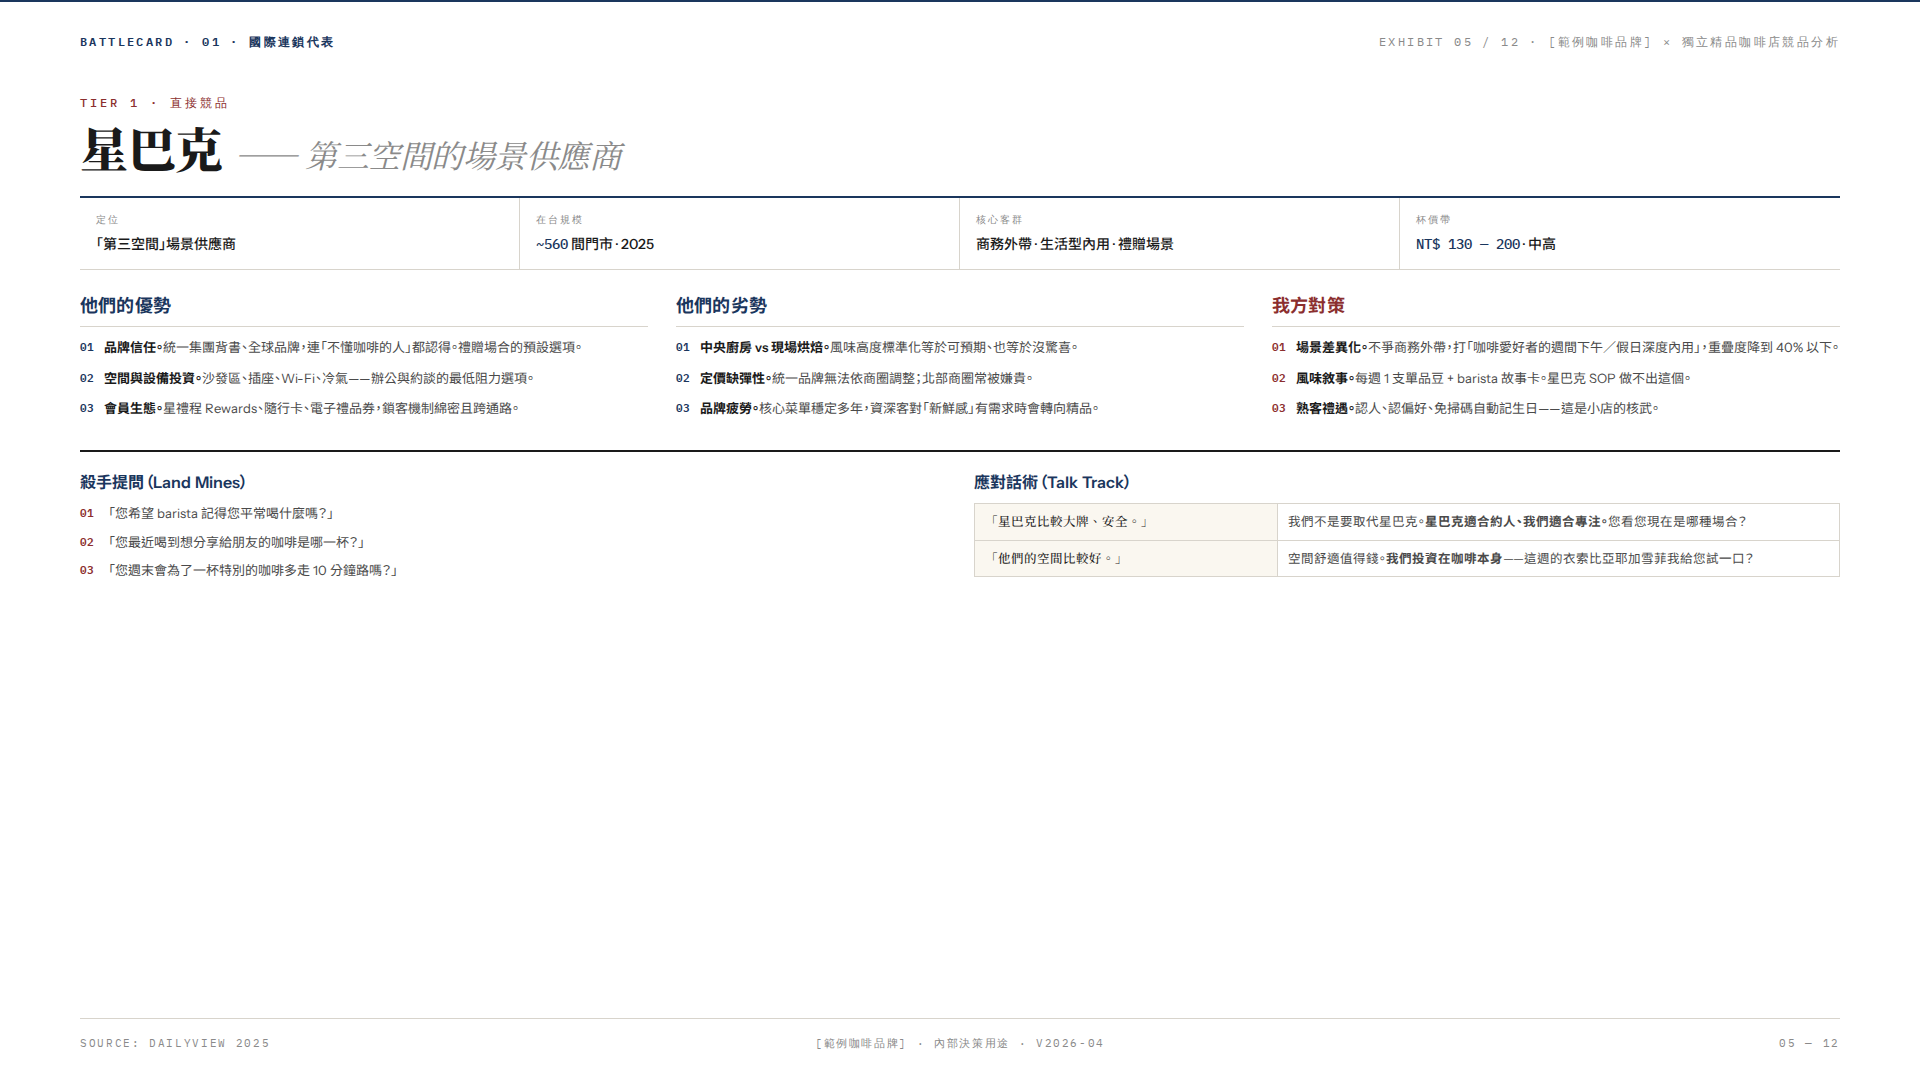 BATTLECARD · 01 · 國際連鎖代表
EXHIBIT 05 / 12 · [範例咖啡品牌] × 獨立精品咖啡店競品分析
TIER 1 · 直接競品
星巴克 —— 第三空間的場景供應商
定位
「第三空間」場景供應商
在台規模
~560 間門市·2025
核心客群
商務外帶·生活型內用·禮贈場景
杯價帶
NT$ 130 — 200·中高
他們的優勢
01 品牌信任。統一集團背書、全球品牌，連「不懂咖啡的人」都認得。禮贈場合的預設選項。
02 空間與設備投資。沙發區、插座、Wi-Fi、冷氣——辦公與約談的最低阻力選項。
03 會員生態。星禮程 Rewards、隨行卡、電子禮品券，鎖客機制綿密且跨通路。
他們的劣勢
01 中央廚房 vs 現場烘焙。風味高度標準化等於可預期、也等於沒驚喜。
02 定價缺彈性。統一品牌無法依商圈調整；北部商圈常被嫌貴。
03 品牌疲勞。核心菜單穩定多年，資深客對「新鮮感」有需求時會轉向精品。
我方對策
01 場景差異化。不爭商務外帶，打「咖啡愛好者的週間下午／假日深度內用」，重疊度降到 40% 以下。
02 風味敘事。每週 1 支單品豆 + barista 故事卡。星巴克 SOP 做不出這個。
03 熟客禮遇。認人、認偏好、免掃碼自動記生日——這是小店的核武。
殺手提問（Land Mines）
01 「您希望 barista 記得您平常喝什麼嗎？」
02 「您最近喝到想分享給朋友的咖啡是哪一杯？」
03 「您週末會為了一杯特別的咖啡多走 10 分鐘路嗎？」
應對話術（Talk Track）
「星巴克比較大牌、安全。」 我們不是要取代星巴克。星巴克適合約人、我們適合專注。您看您現在是哪種場合？
「他們的空間比較好。」 空間舒適值得錢。我們投資在咖啡本身——這週的衣索比亞耶加雪菲我給您試一口？
SOURCE: DAILYVIEW 2025
[範例咖啡品牌] · 內部決策用途 · V2026-04
05 — 12